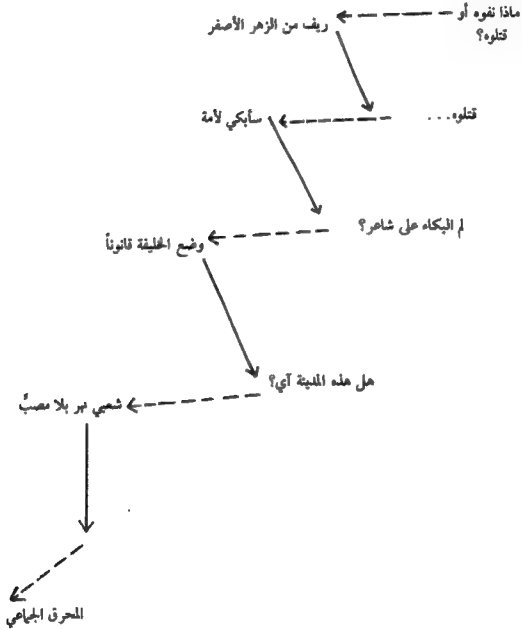 ماذا نفوه أو
قتلوه؟
ريف من الزهر الأصفر
قتلوه...
سأبكي لأمة
لم البكاء على شاعر؟
وضع الخليفة قانوناً
هل هذه المدينة آي؟
شعبي نهر بلا مصبٍّ
المحرق الجماعي